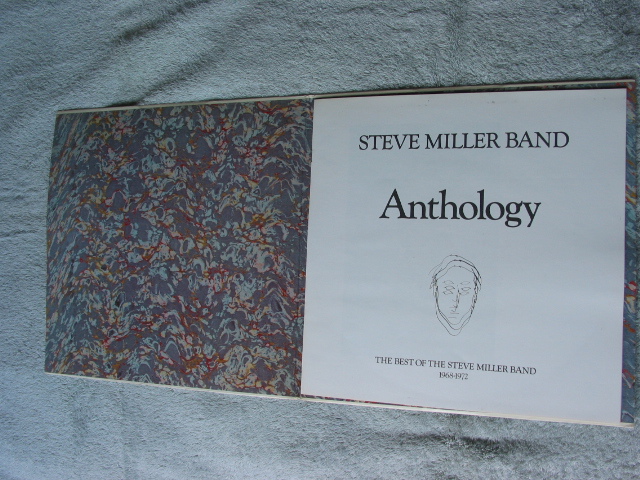 STEVE MILLER BAND
Anthology
THE BEST OF THE STEVE MILLER BAND
1968-1972